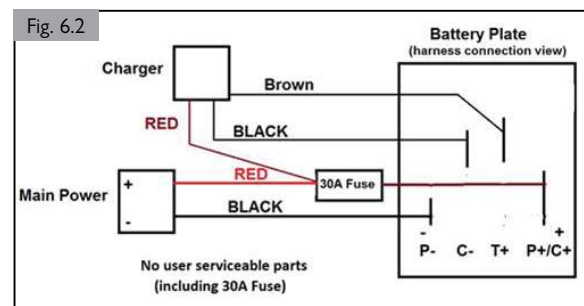 Fig. 6.2
Battery Plate
(harness connection view)
Charger
Brown
RED
BLACK
RED
30A Fuse
Main Power
+
-
BLACK
- +
P- C- T+ P+/C+
No user serviceable parts
(including 30A Fuse)